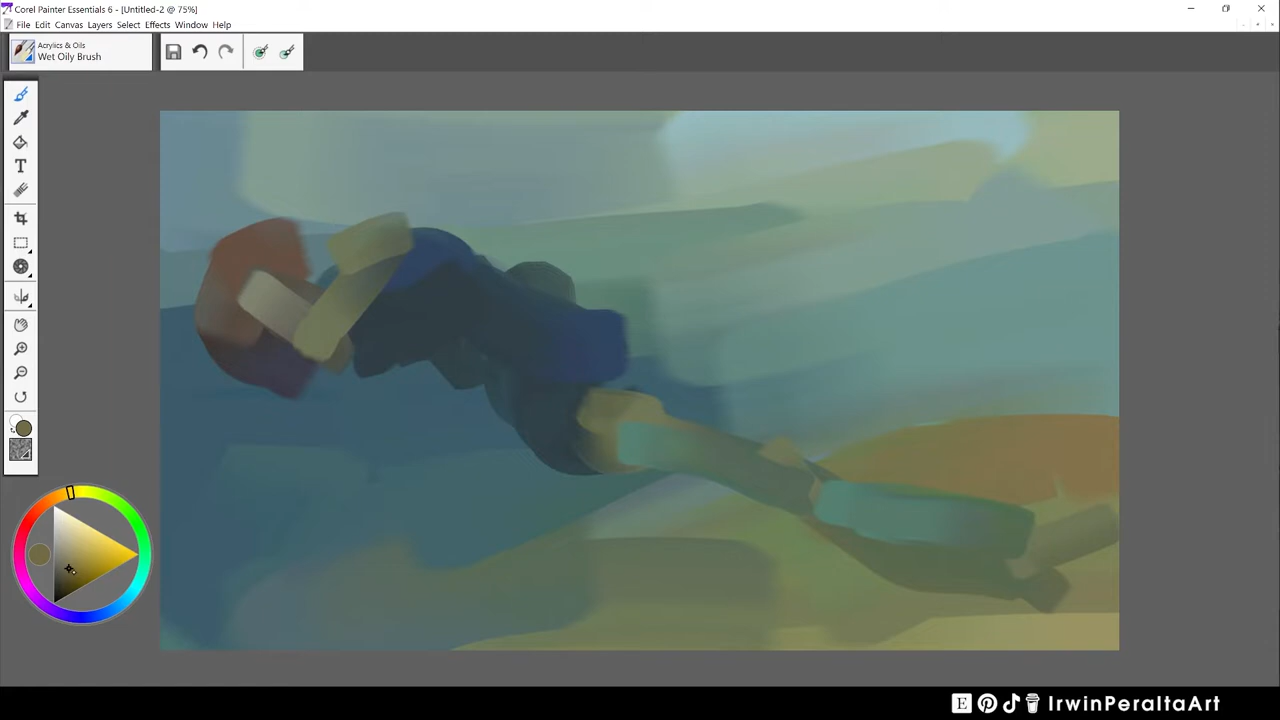 Corel Painter Essentials 6 - [Untitled-2 @ 75%]
File Edit Canvas Layers Select Effects Window Help
Acrylics & Oils
Wet Oily Brush
T
E IrwinPeraltaArt